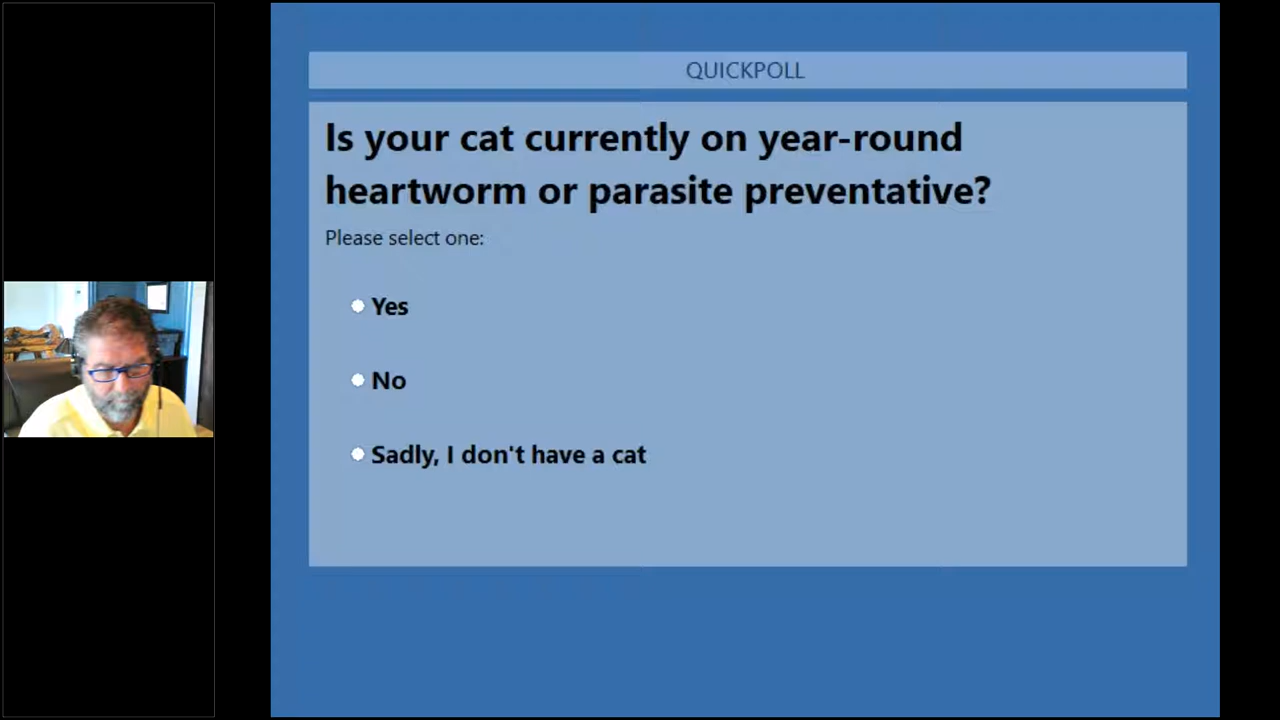 QUICKPOLL
Is your cat currently on year-round
heartworm or parasite preventative?
Please select one:
Yes
No
Sadly, I don't have a cat